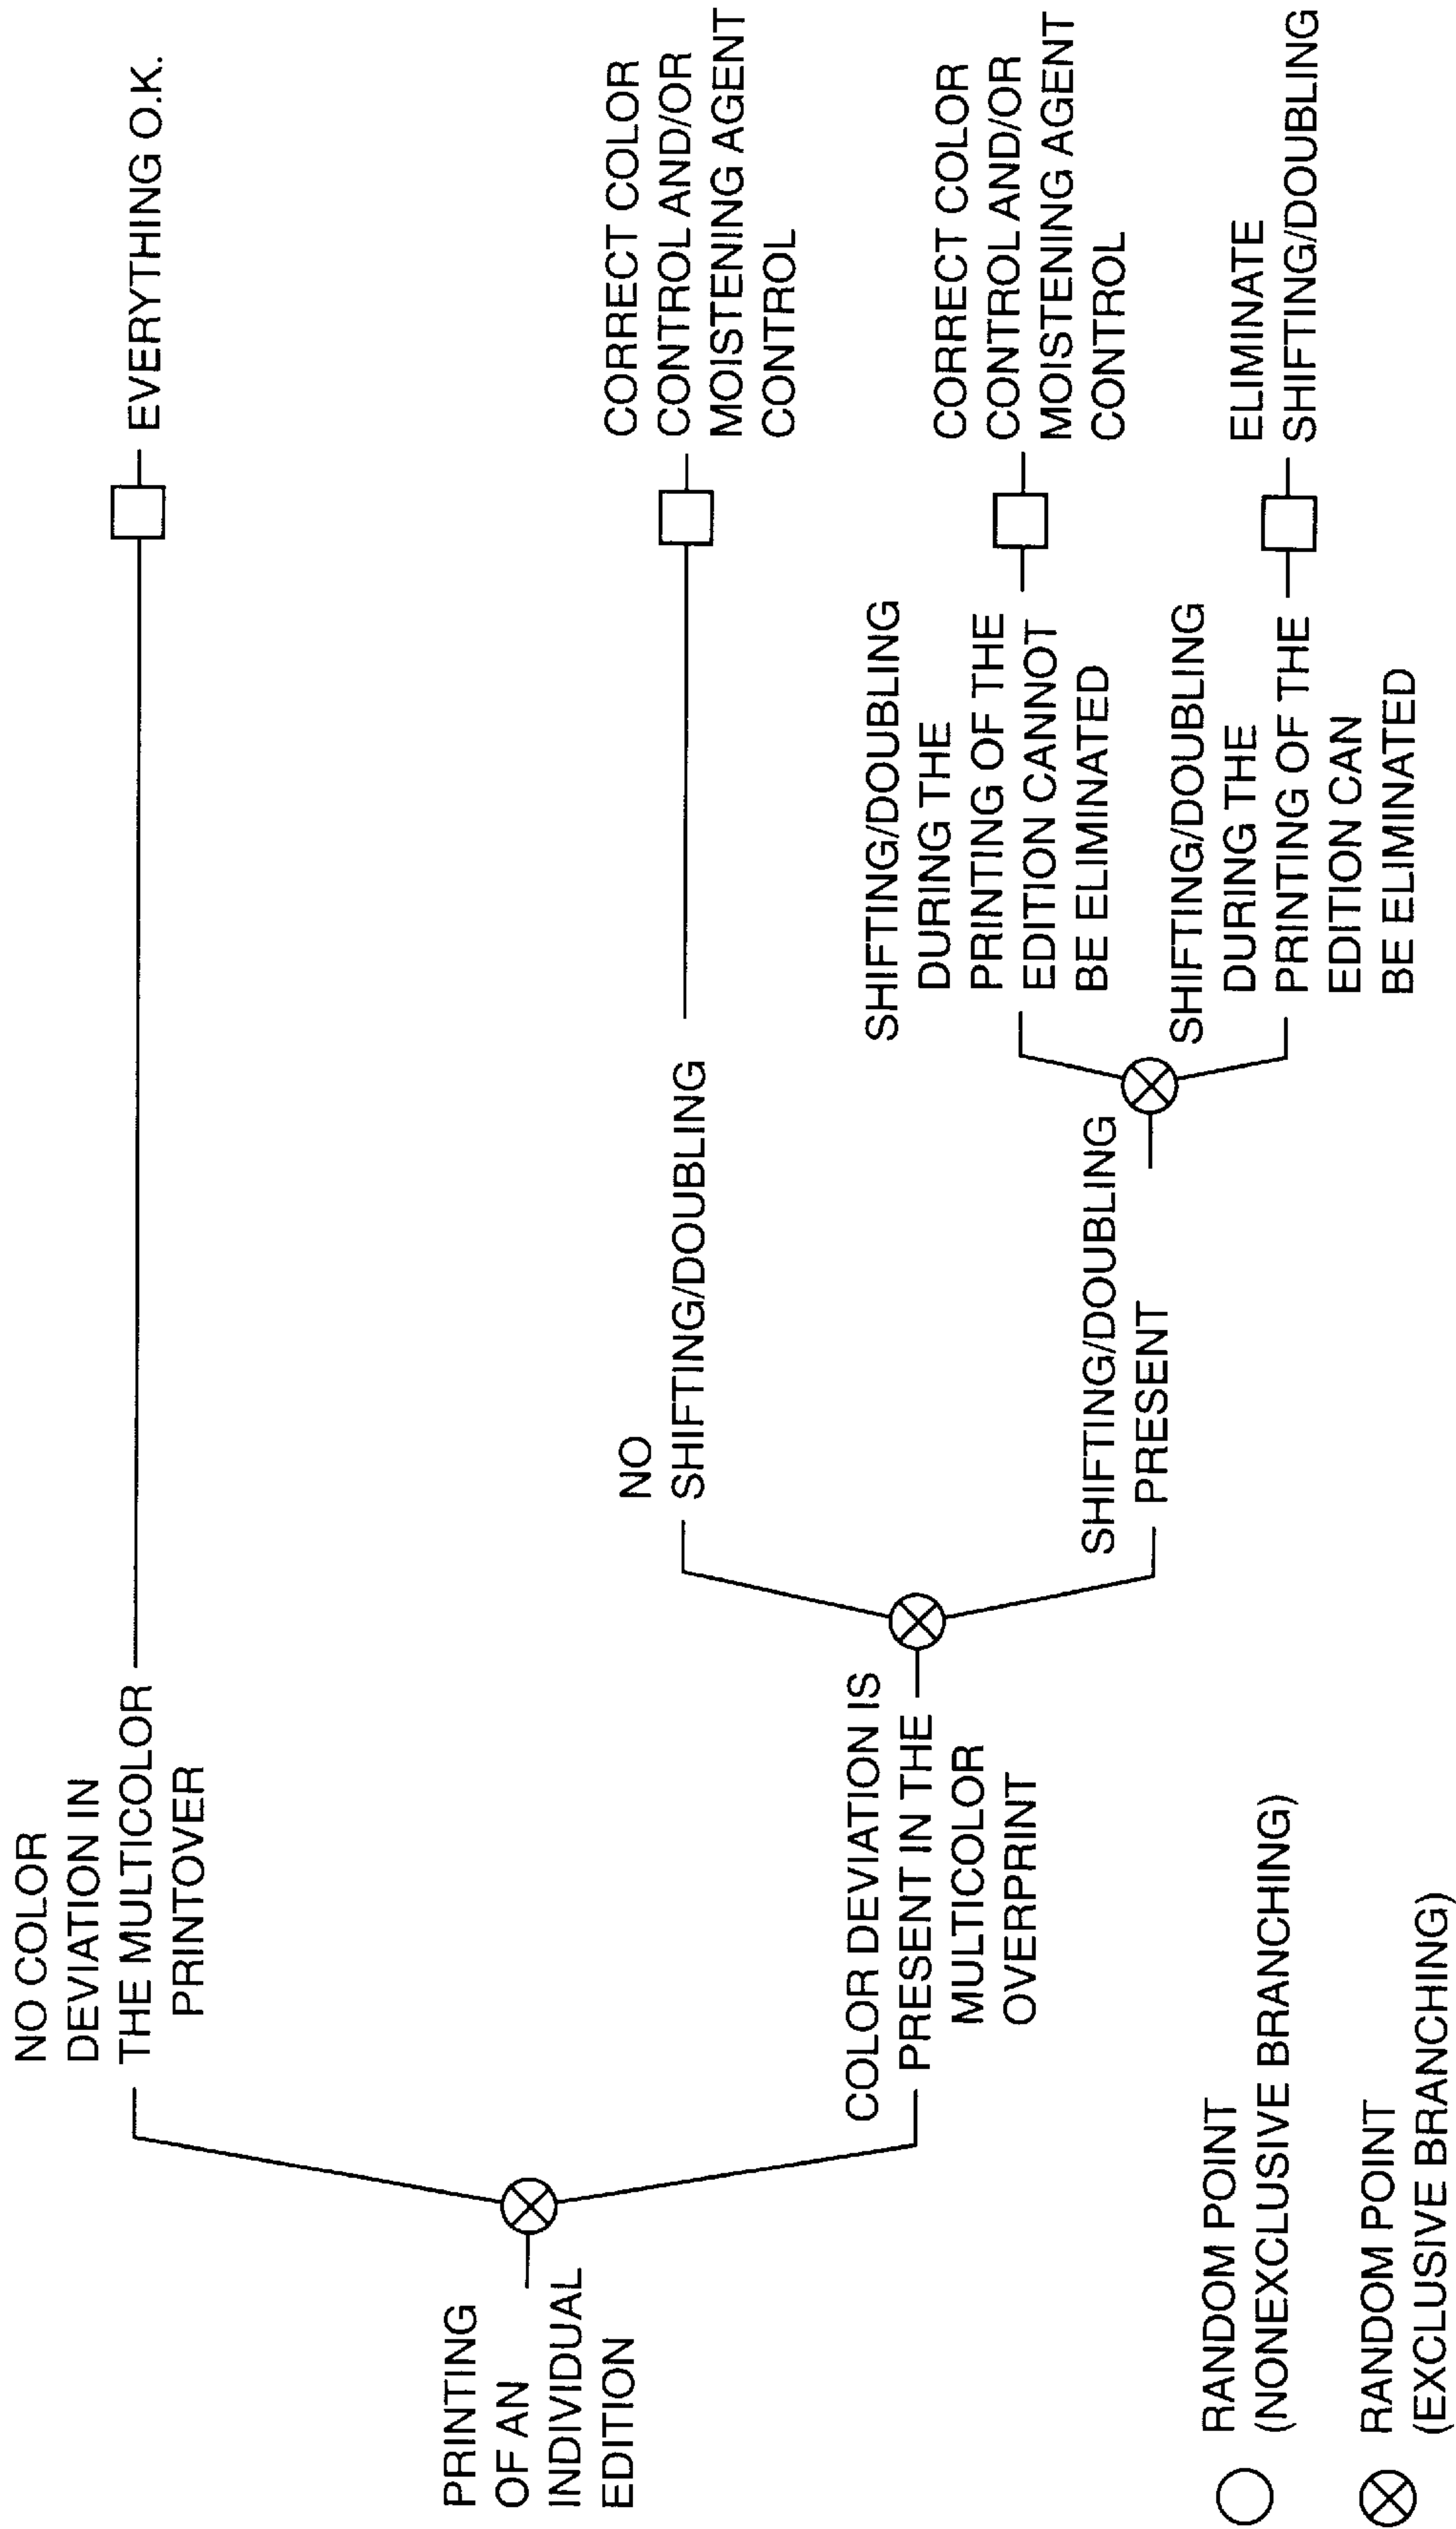 PRINTING
OF AN
INDIVIDUAL
EDITION
NO COLOR
DEVIATION IN
THE MULTICOLOR
PRINTOVER
EVERYTHING O.K.
COLOR DEVIATION IS
PRESENT IN THE
MULTICOLOR
OVERPRINT
NO
SHIFTING/DOUBLING
CORRECT COLOR
CONTROL AND/OR
MOISTENING AGENT
CONTROL
SHIFTING/DOUBLING
PRESENT
SHIFTING/DOUBLING
DURING THE
PRINTING OF THE
EDITION CANNOT
BE ELIMINATED
CORRECT COLOR
CONTROL AND/OR
MOISTENING AGENT
CONTROL
SHIFTING/DOUBLING
DURING THE
PRINTING OF THE
EDITION CAN
BE ELIMINATED
ELIMINATE
SHIFTING/DOUBLING
RANDOM POINT
(NONEXCLUSIVE BRANCHING)
RANDOM POINT
(EXCLUSIVE BRANCHING)